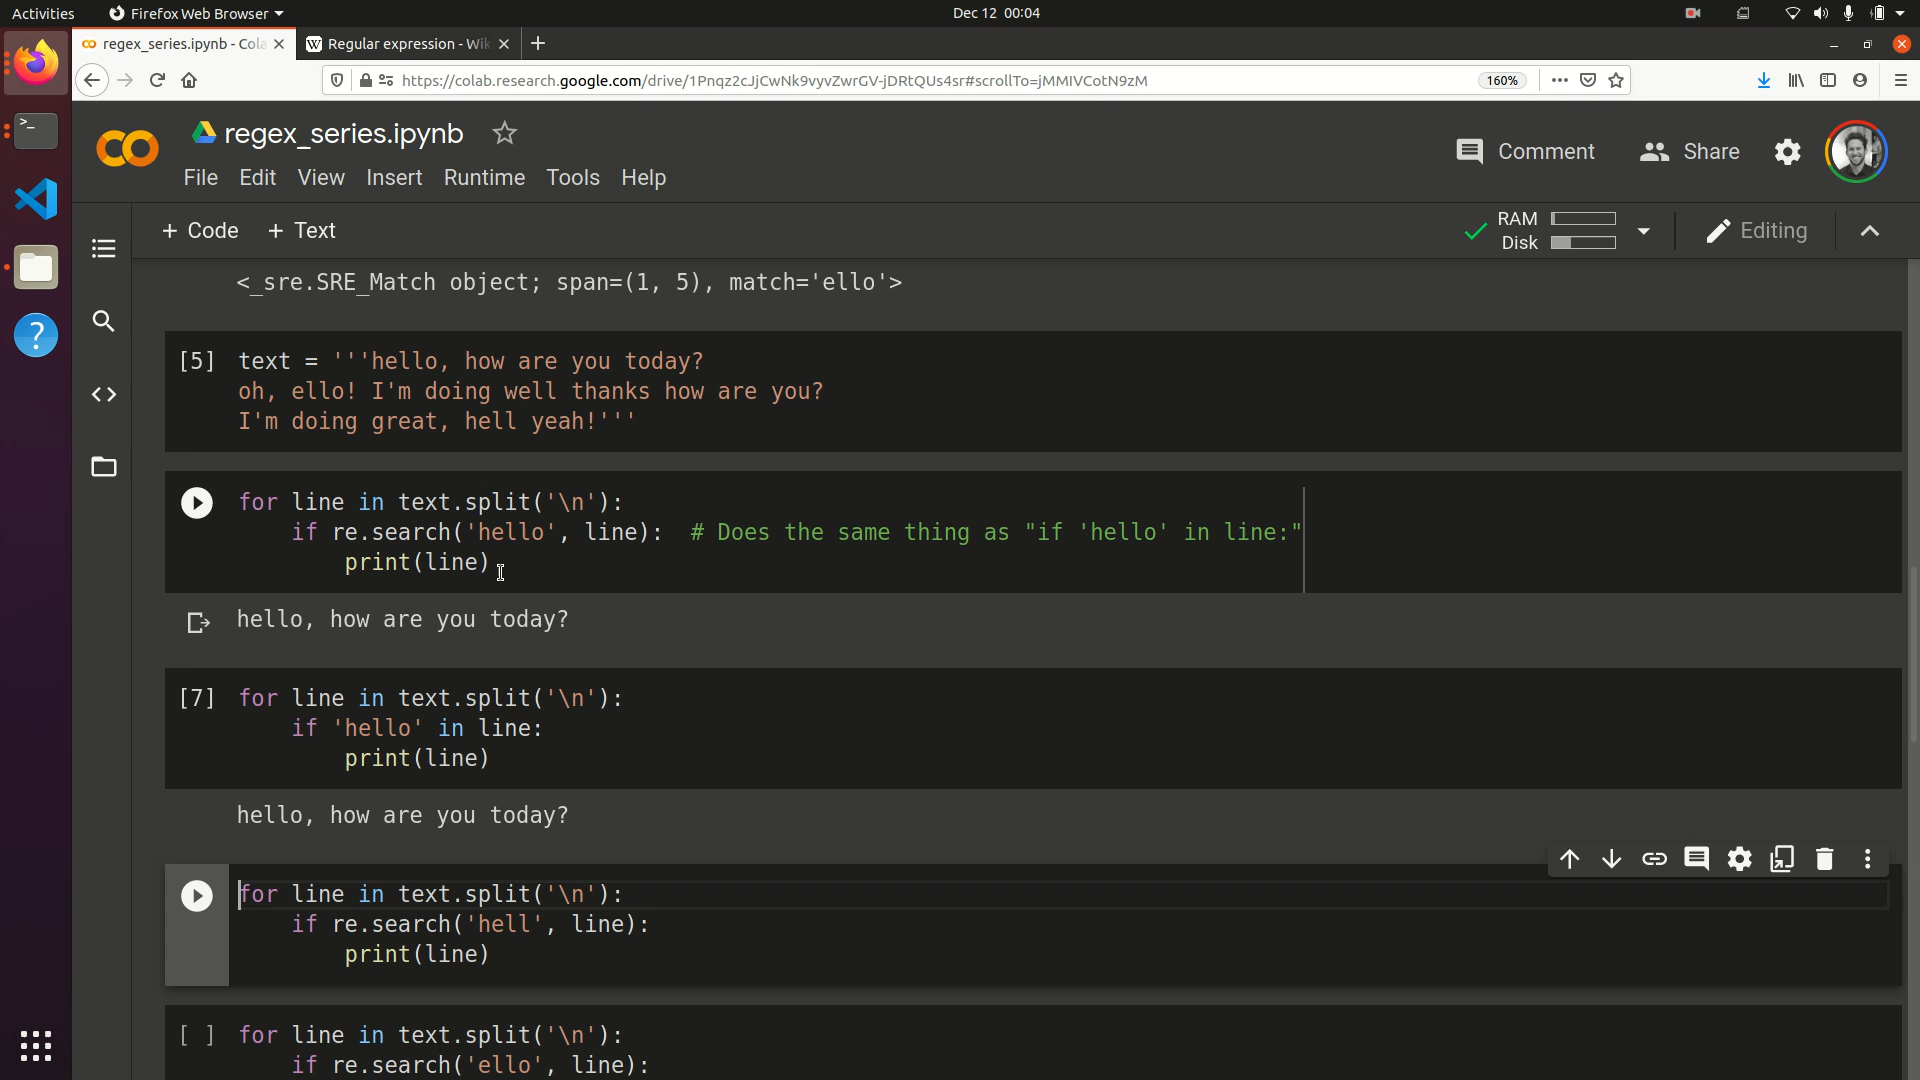 Activities
Firefox Web Browser
Dec 12 00:04
regex_series.ipynb - Cola
Regular expression - Wik
https://colab.research.google.com/drive/1Pnqz2cJjCwNk9vyvZwrGV-jDRtQUs4sr#scrollTo=jMMIVCotN9zM
160%
regex_series.ipynb
File Edit View Insert Runtime Tools Help
Comment
Share
+ Code + Text
RAM
Disk
Editing
<_sre.SRE_Match object; span=(1, 5), match='ello'>
[5] text = '''hello, how are you today?
oh, ello! I'm doing well thanks how are you?
I'm doing great, hell yeah!'''
for line in text.split('\n'):
if re.search('hello', line): # Does the same thing as "if 'hello' in line:"
print(line)
hello, how are you today?
[7] for line in text.split('\n'):
if 'hello' in line:
print(line)
hello, how are you today?
for line in text.split('\n'):
if re.search('hell', line):
print(line)
[ ] for line in text.split('\n'):
if re.search('ello', line):